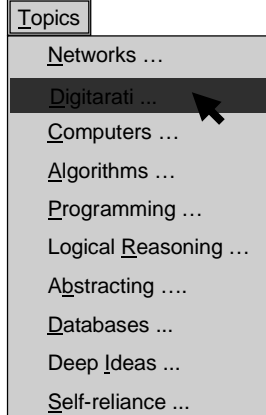 Topics
Networks …
Digitarati ...
Computers …
Algorithms …
Programming …
Logical Reasoning …
Abstracting ….
Databases ...
Deep Ideas ...
Self-reliance ...